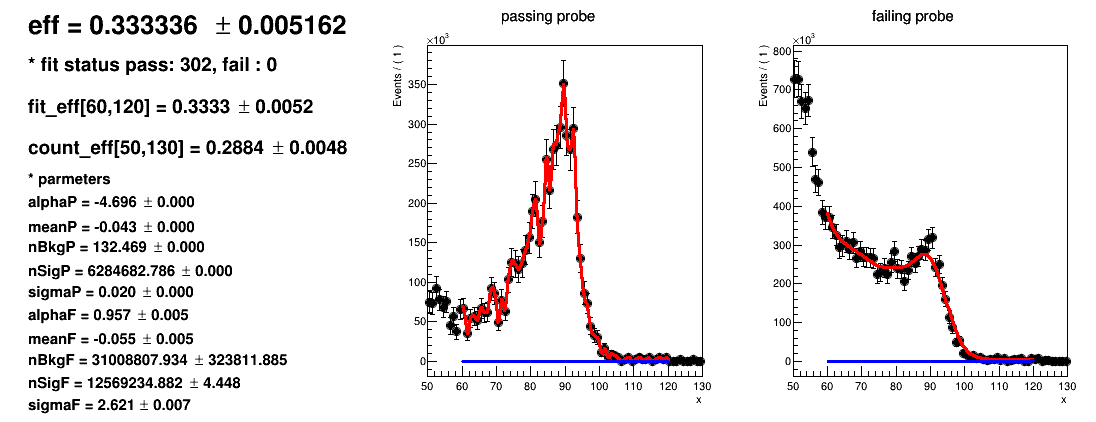 eff = 0.333336 ± 0.005162
* fit status pass: 302, fail : 0
fit_eff[60,120] = 0.3333 ± 0.0052
count_eff[50,130] = 0.2884 ± 0.0048
* parmeters
alphaP = -4.696 ± 0.000
meanP = -0.043 ± 0.000
nBkgP = 132.469 ± 0.000
nSigP = 6284682.786 ± 0.000
sigmaP = 0.020 ± 0.000
alphaF = 0.957 ± 0.005
meanF = -0.055 ± 0.005
nBkgF = 31008807.934 ± 323811.885
nSigF = 12569234.882 ± 4.448
sigmaF = 2.621 ± 0.007
passing probe
×10³
Events / ( 1 )
350
300
250
200
150
100
50
0
50 60 70 80 90 100 110 120 130
x
failing probe
×10³
Events / ( 1 )
800
700
600
500
400
300
200
100
0
50 60 70 80 90 100 110 120 130
x